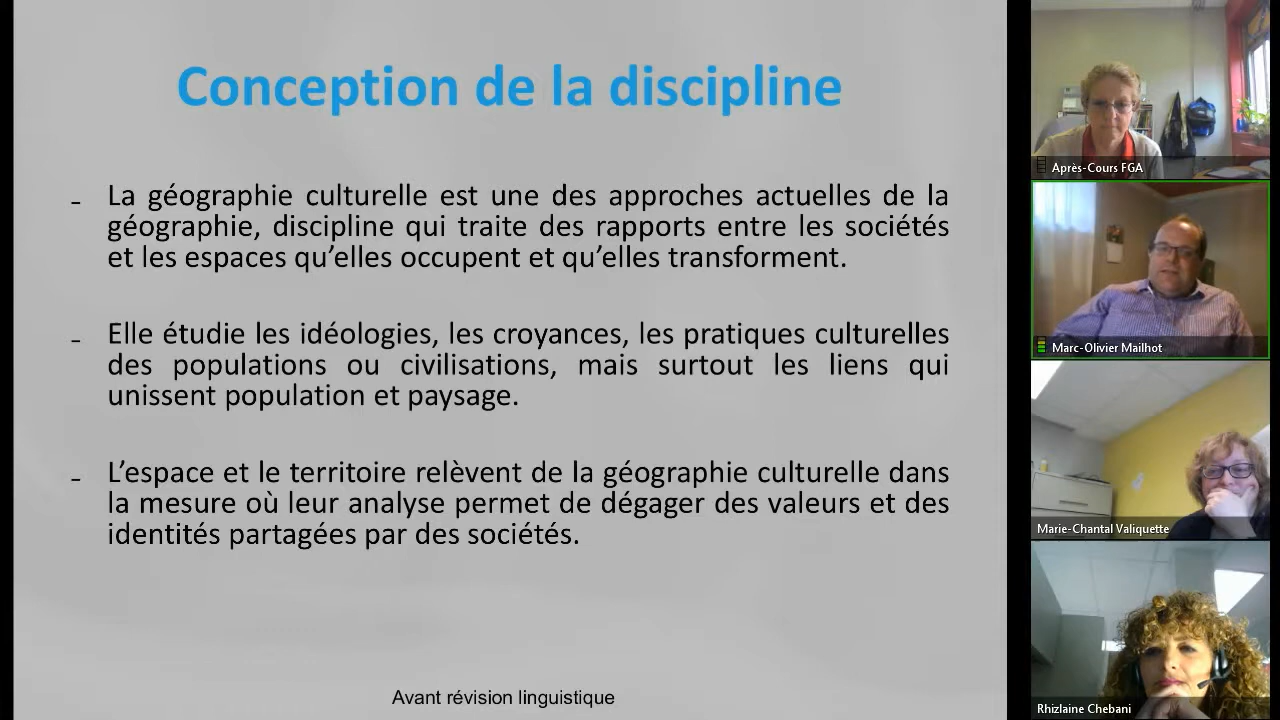 Conception de la discipline
- La géographie culturelle est une des approches actuelles de la
géographie, discipline qui traite des rapports entre les sociétés
et les espaces qu’elles occupent et qu’elles transforment.
- Elle étudie les idéologies, les croyances, les pratiques culturelles
des populations ou civilisations, mais surtout les liens qui
unissent population et paysage.
- L’espace et le territoire relèvent de la géographie culturelle dans
la mesure où leur analyse permet de dégager des valeurs et des
identités partagées par des sociétés.
Avant révision linguistique
Après-Cours FGA
Marc-Olivier Mailhot
Marie-Chantal Valiquette
Rhizlaine Chebani